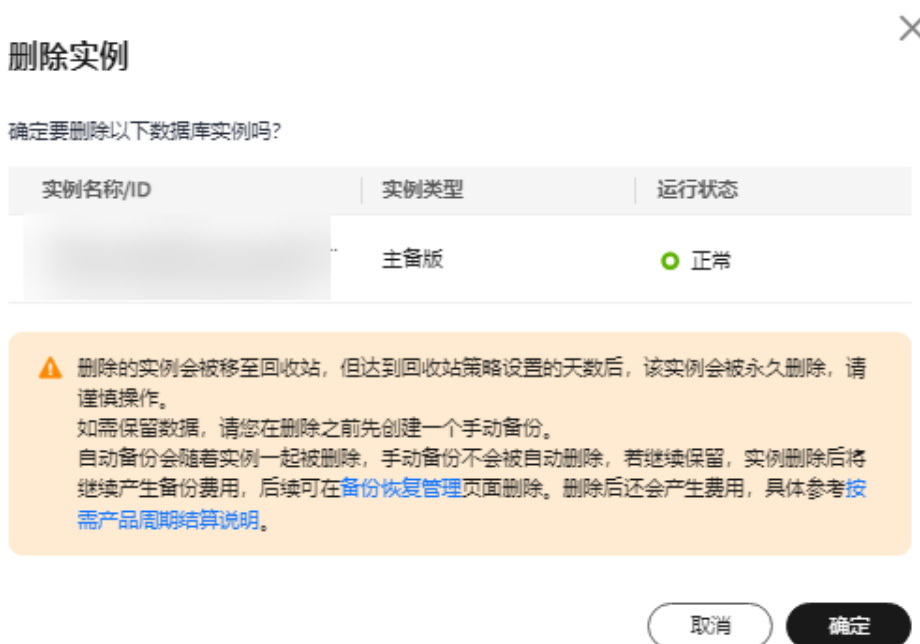 删除实例
确定要删除以下数据库实例吗?
实例名称/ID 实例类型 运行状态
主备版 正常
删除的实例会被移至回收站，但达到回收站策略设置的天数后，该实例会被永久删除，请
谨慎操作。
如需保留数据，请您在删除之前先创建一个手动备份。
自动备份会随着实例一起被删除，手动备份不会被自动删除，若继续保留，实例删除后将
继续产生备份费用，后续可在备份恢复管理页面删除。删除后还会产生费用，具体参考按
需产品周期结算说明。
取消 确定